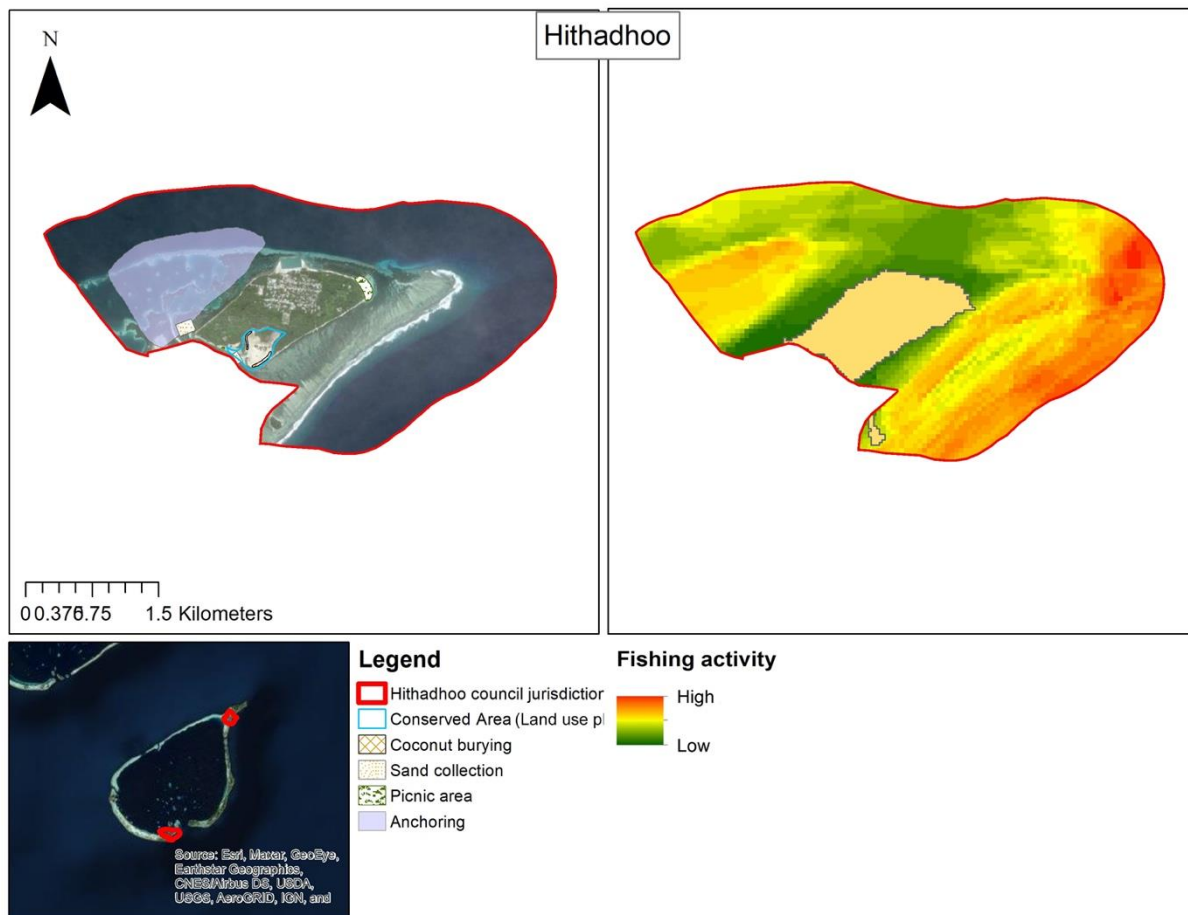 Hithadhoo
N
0 0.375 0.75 1.5 Kilometers
Source: Esri, Maxar, GeoEye,
Earthstar Geographics,
CNES/Airbus DS, USDA,
USGS, AeroGRID, IGN, and
Legend
Hithadhoo council jurisdiction
Conserved Area (Land use pl
Coconut burying
Sand collection
Picnic area
Anchoring
Fishing activity
High
Low